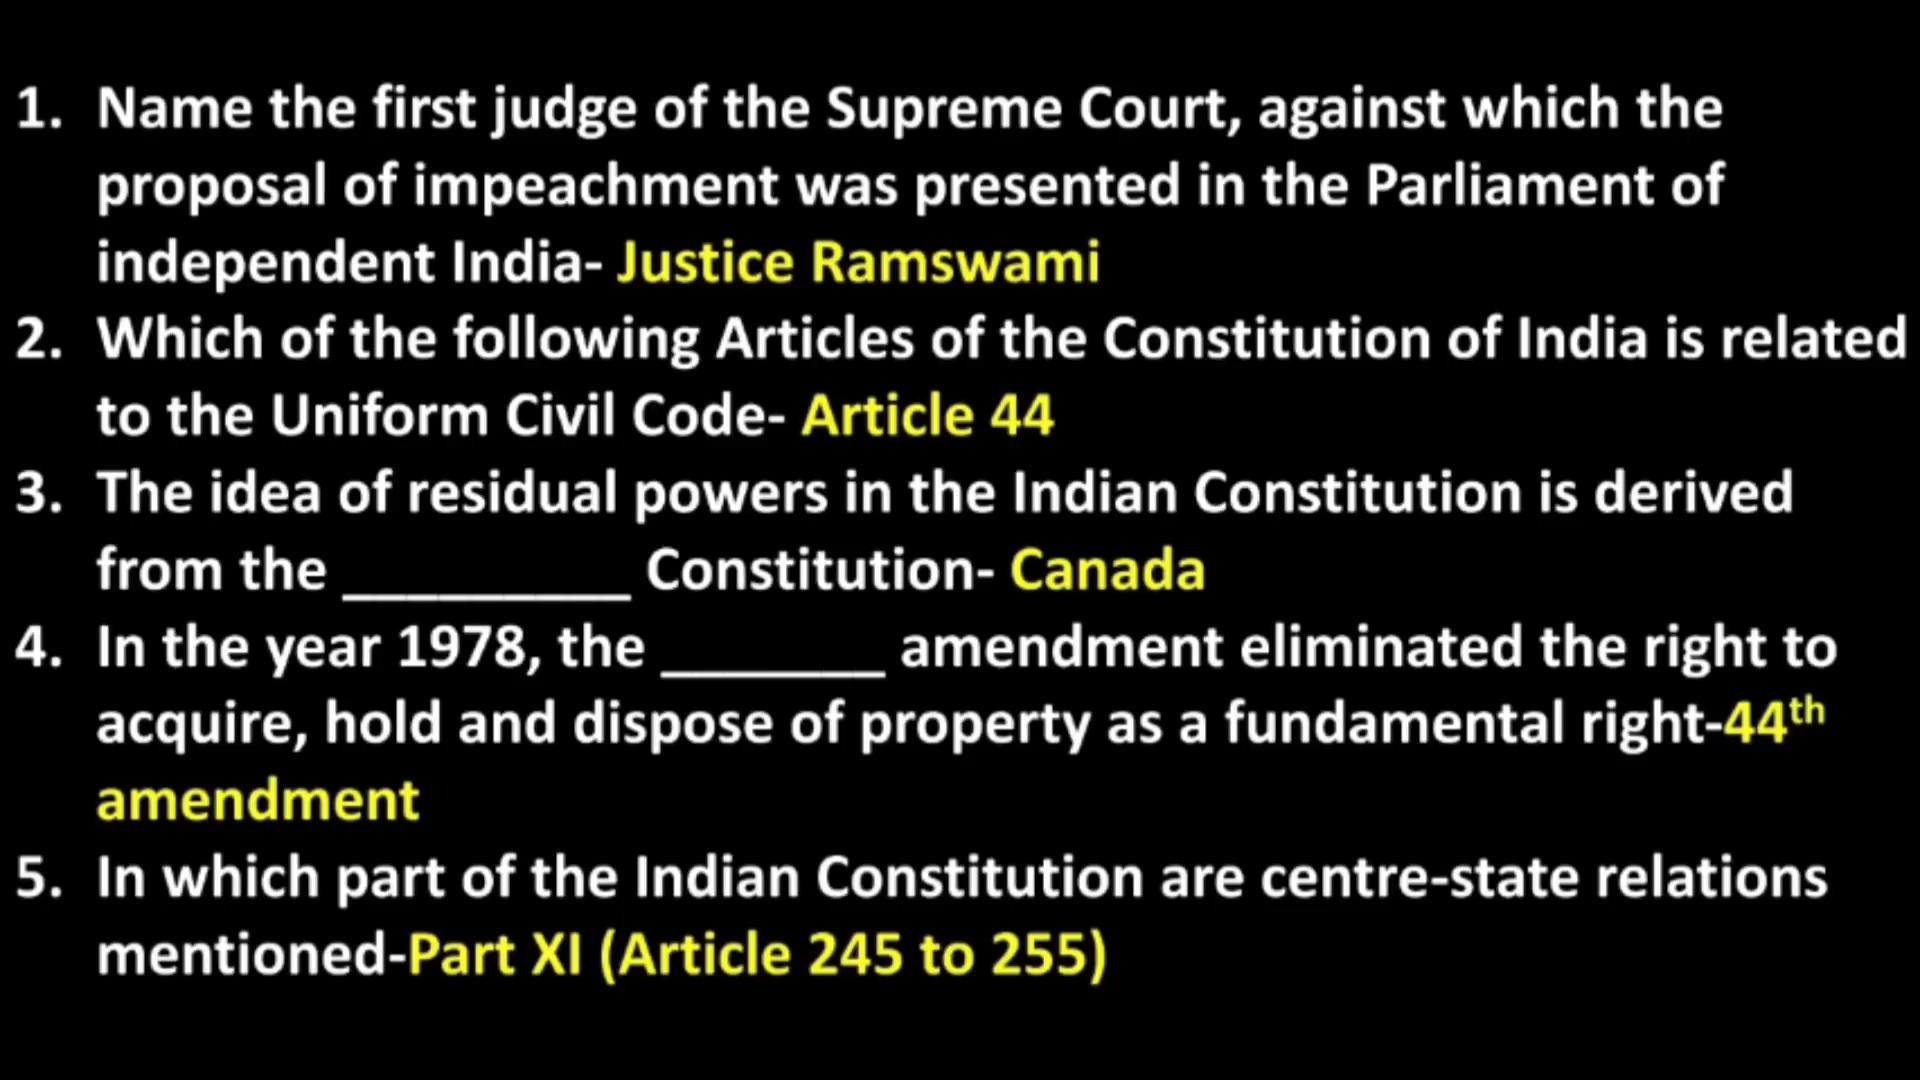 1. Name the first judge of the Supreme Court, against which the
proposal of impeachment was presented in the Parliament of
independent India- Justice Ramswami
2. Which of the following Articles of the Constitution of India is related
to the Uniform Civil Code- Article 44
3. The idea of residual powers in the Indian Constitution is derived
from the _________ Constitution- Canada
4. In the year 1978, the _______ amendment eliminated the right to
acquire, hold and dispose of property as a fundamental right-44th
amendment
5. In which part of the Indian Constitution are centre-state relations
mentioned-Part XI (Article 245 to 255)